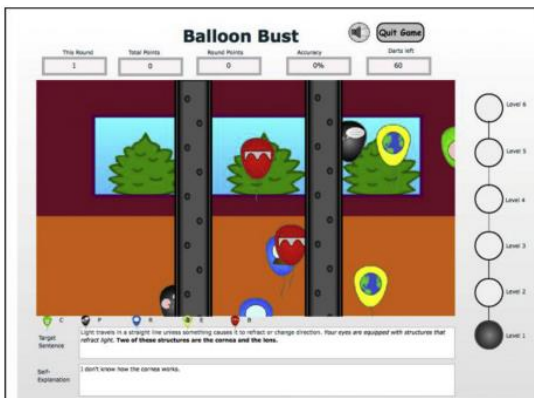 Balloon Bust
Quit Game
This Round
Total Points
Round Points
Accuracy
Darts left
1
0
0
0%
60
Level 6
Level 5
Level 4
Level 3
Level 2
Level 1
C P R E B
Target Sentence
Light travels in a straight line unless something causes it to refract or change direction. Your eyes are equipped with structures that
refract light. Two of these structures are the cornea and the lens.
Self-Explanation
I don't know how the cornea works.